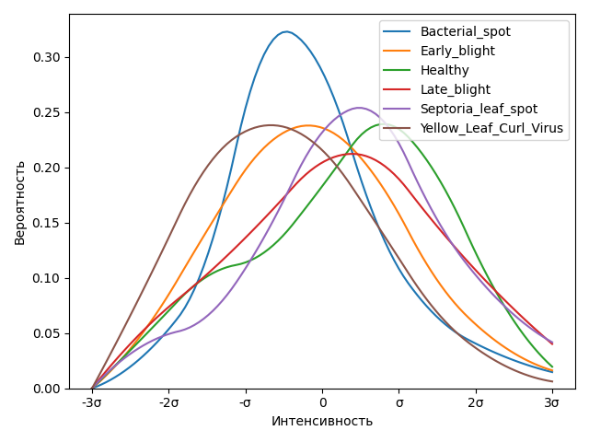 Bacterial_spot
Early_blight
Healthy
Late_blight
Septoria_leaf_spot
Yellow_Leaf_Curl_Virus
Вероятность
0.30
0.25
0.20
0.15
0.10
0.05
0.00
-3σ -2σ -σ 0 σ 2σ 3σ
Интенсивность